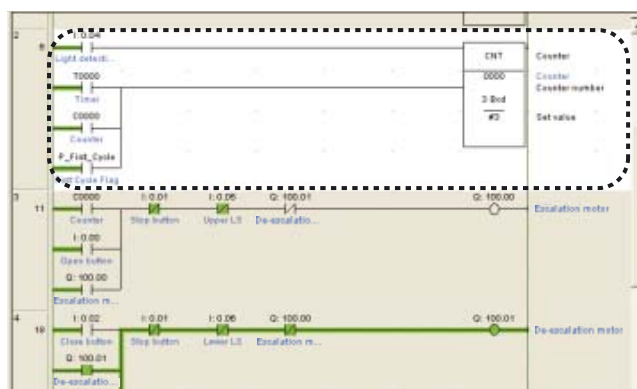 2
8
I: 0.04
Light detecti...
CNT Counter
T0000
Timer
0000 Counter
Counter number
3 Bcd
#3 Set value
C0000
Counter
P_First_Cycle
First Cycle Flag
3
11
C0000 I: 0.01 I: 0.05 Q: 100.01 Q: 100.00
Counter Stop button Upper LS De-escalatio... Escalation motor
I: 0.00
Open button
Q: 100.00
Escalation m...
4
18
I: 0.02 I: 0.01 I: 0.06 Q: 100.00 Q: 100.01
Close button Stop button Lower LS Escalation m... De-escalation motor
Q: 100.01
De-escalatio...